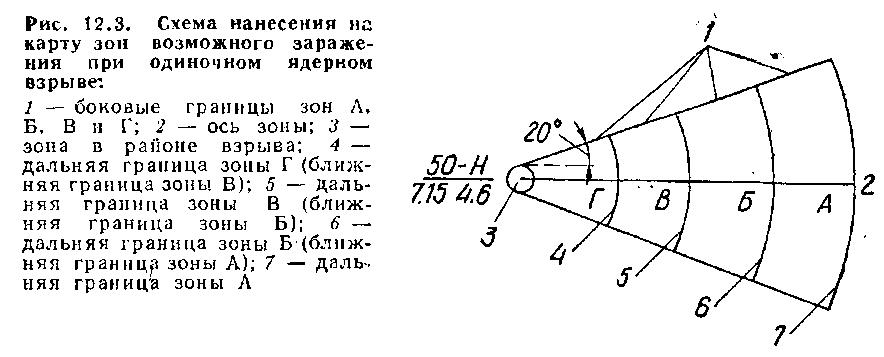 Рис. 12.3. Схема нанесения на
карту зон возможного зараже-
ния при одиночном ядерном
взрыве:
1 — боковые границы зон А,
Б, В и Г; 2 — ось зоны; 3 —
зона в районе взрыва; 4 —
дальняя граница зоны Г (ближ-
няя граница зоны В); 5 — даль-
няя граница зоны В (ближ-
няя граница зоны Б); 6 —
дальняя граница зоны Б (ближ-
няя граница зоны А); 7 — даль-
няя граница зоны А
1
20°
50-Н
7.15 4.6
Г В Б А 2
3
4
5
6
7